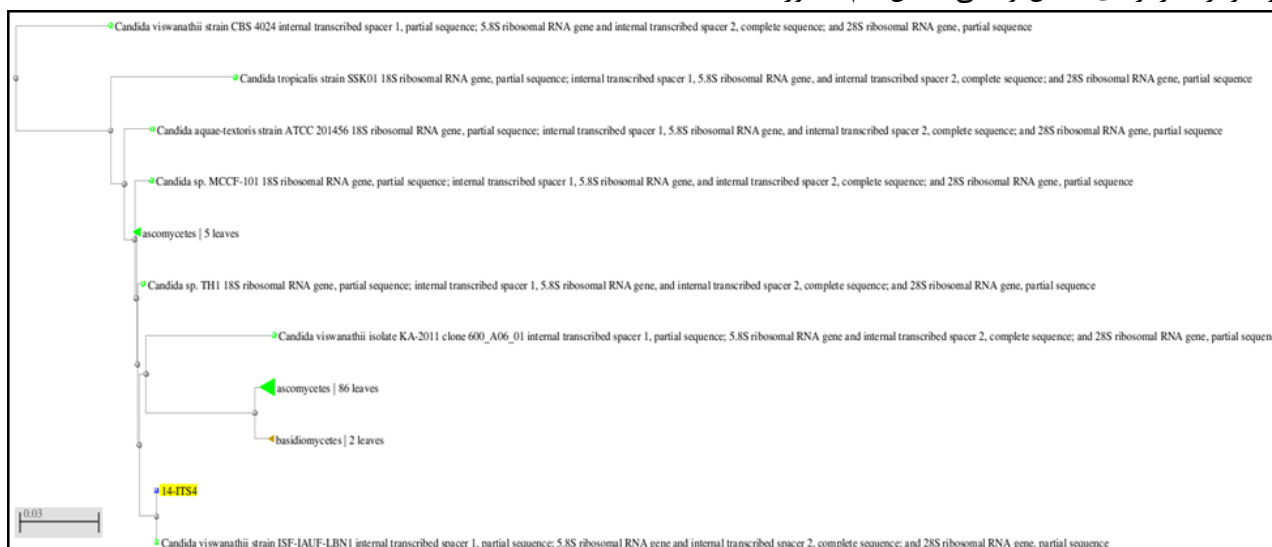 Candida viswanathii strain CBS 4024 internal transcribed spacer 1, partial sequence; 5.8S ribosomal RNA gene and internal transcribed spacer 2, complete sequence; and 28S ribosomal RNA gene, partial sequence
Candida tropicalis strain SSK01 18S ribosomal RNA gene, partial sequence; internal transcribed spacer 1, 5.8S ribosomal RNA gene, and internal transcribed spacer 2, complete sequence; and 28S ribosomal RNA gene, partial sequence
Candida aquae-textoris strain ATCC 201456 18S ribosomal RNA gene, partial sequence; internal transcribed spacer 1, 5.8S ribosomal RNA gene, and internal transcribed spacer 2, complete sequence; and 28S ribosomal RNA gene, partial sequence
Candida sp. MCCF-101 18S ribosomal RNA gene, partial sequence; internal transcribed spacer 1, 5.8S ribosomal RNA gene, and internal transcribed spacer 2, complete sequence; and 28S ribosomal RNA gene, partial sequence
ascomycetes | 5 leaves
Candida sp. TH1 18S ribosomal RNA gene, partial sequence; internal transcribed spacer 1, 5.8S ribosomal RNA gene, and internal transcribed spacer 2, complete sequence; and 28S ribosomal RNA gene, partial sequence
Candida viswanathii isolate KA-2011 clone 600_A06_01 internal transcribed spacer 1, partial sequence; 5.8S ribosomal RNA gene and internal transcribed spacer 2, complete sequence; and 28S ribosomal RNA gene, partial sequen
ascomycetes | 86 leaves
basidiomycetes | 2 leaves
14-ITS4
0.03
Candida viswanathii strain ISF-IAUF-LBN1 internal transcribed spacer 1, partial sequence; 5.8S ribosomal RNA gene and internal transcribed spacer 2, complete sequence; and 28S ribosomal RNA gene, partial sequence